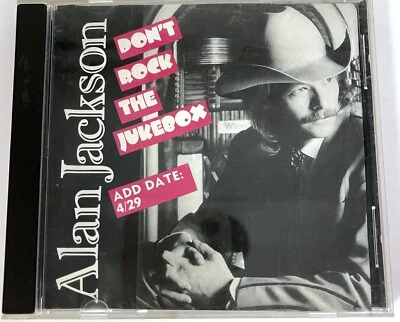 Alan Jackson
DON'T
ROCK
THE
JUKEBOX
ADD DATE:
4/29